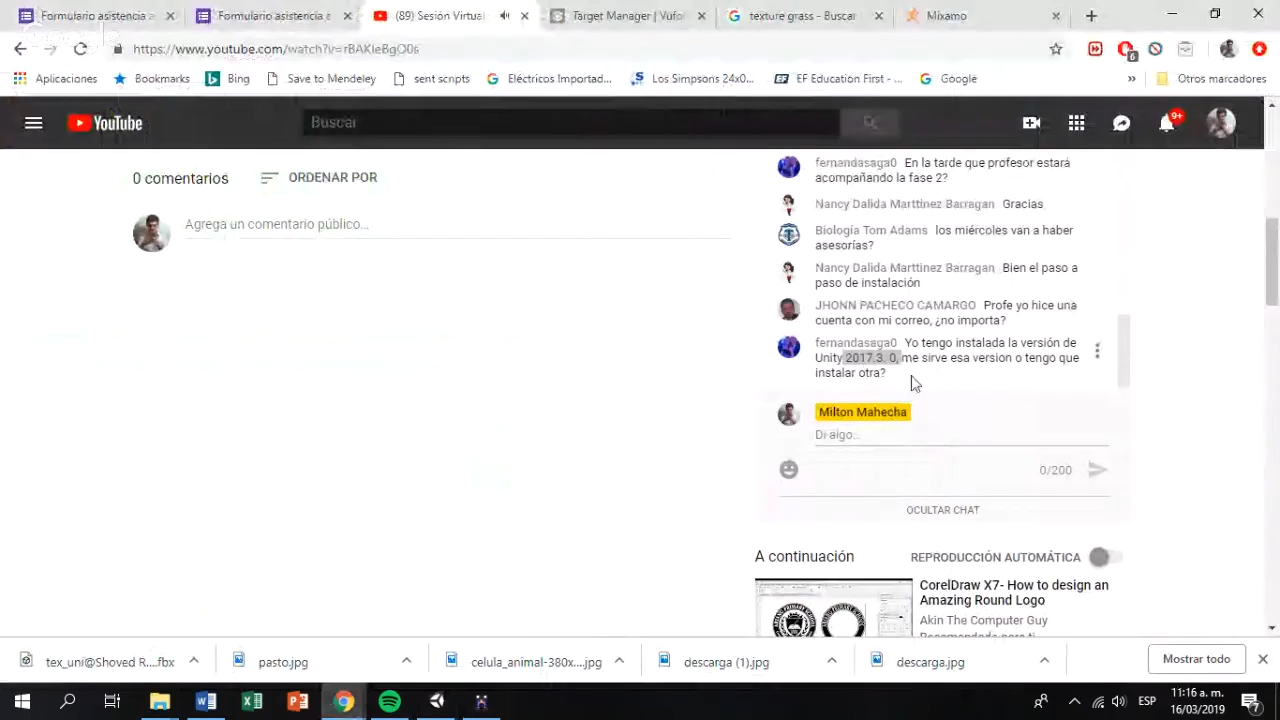 Formulario asistencia e
Formulario asistencia e
(89) Sesión Virtual
Target Manager | Vufor
texture grass - Buscar
Mixamo
https://www.youtube.com/watch?v=rBAKIeBgO0s
6
Aplicaciones
Bookmarks
Bing
Save to Mendeley
sent scripts
Eléctricos Importad...
Los Simpsons 24x0...
EF Education First - ...
Google
»
Otros marcadores
YouTube
Buscar
9+
0 comentarios
ORDENAR POR
Agrega un comentario público...
fernandasaga0 En la tarde que profesor estará
acompañando la fase 2?
Nancy Dalida Marttinez Barragan Gracias
Biología Tom Adams los miércoles van a haber
asesorías?
Nancy Dalida Marttinez Barragan Bien el paso a
paso de instalación
JHONN PACHECO CAMARGO Profe yo hice una
cuenta con mi correo, ¿no importa?
fernandasaga0 Yo tengo instalada la versión de
Unity 2017.3. 0, me sirve esa version o tengo que
instalar otra?
Milton Mahecha
Di algo...
0/200
OCULTAR CHAT
A continuación
REPRODUCCIÓN AUTOMÁTICA
CorelDraw X7- How to design an
Amazing Round Logo
Akin The Computer Guy
Recomendado para ti
tex_uni@Shoved R....fbx
pasto.jpg
celula_animal-380x....jpg
descarga (1).jpg
descarga.jpg
Mostrar todo
ESP
11:16 a. m.
16/03/2019
7